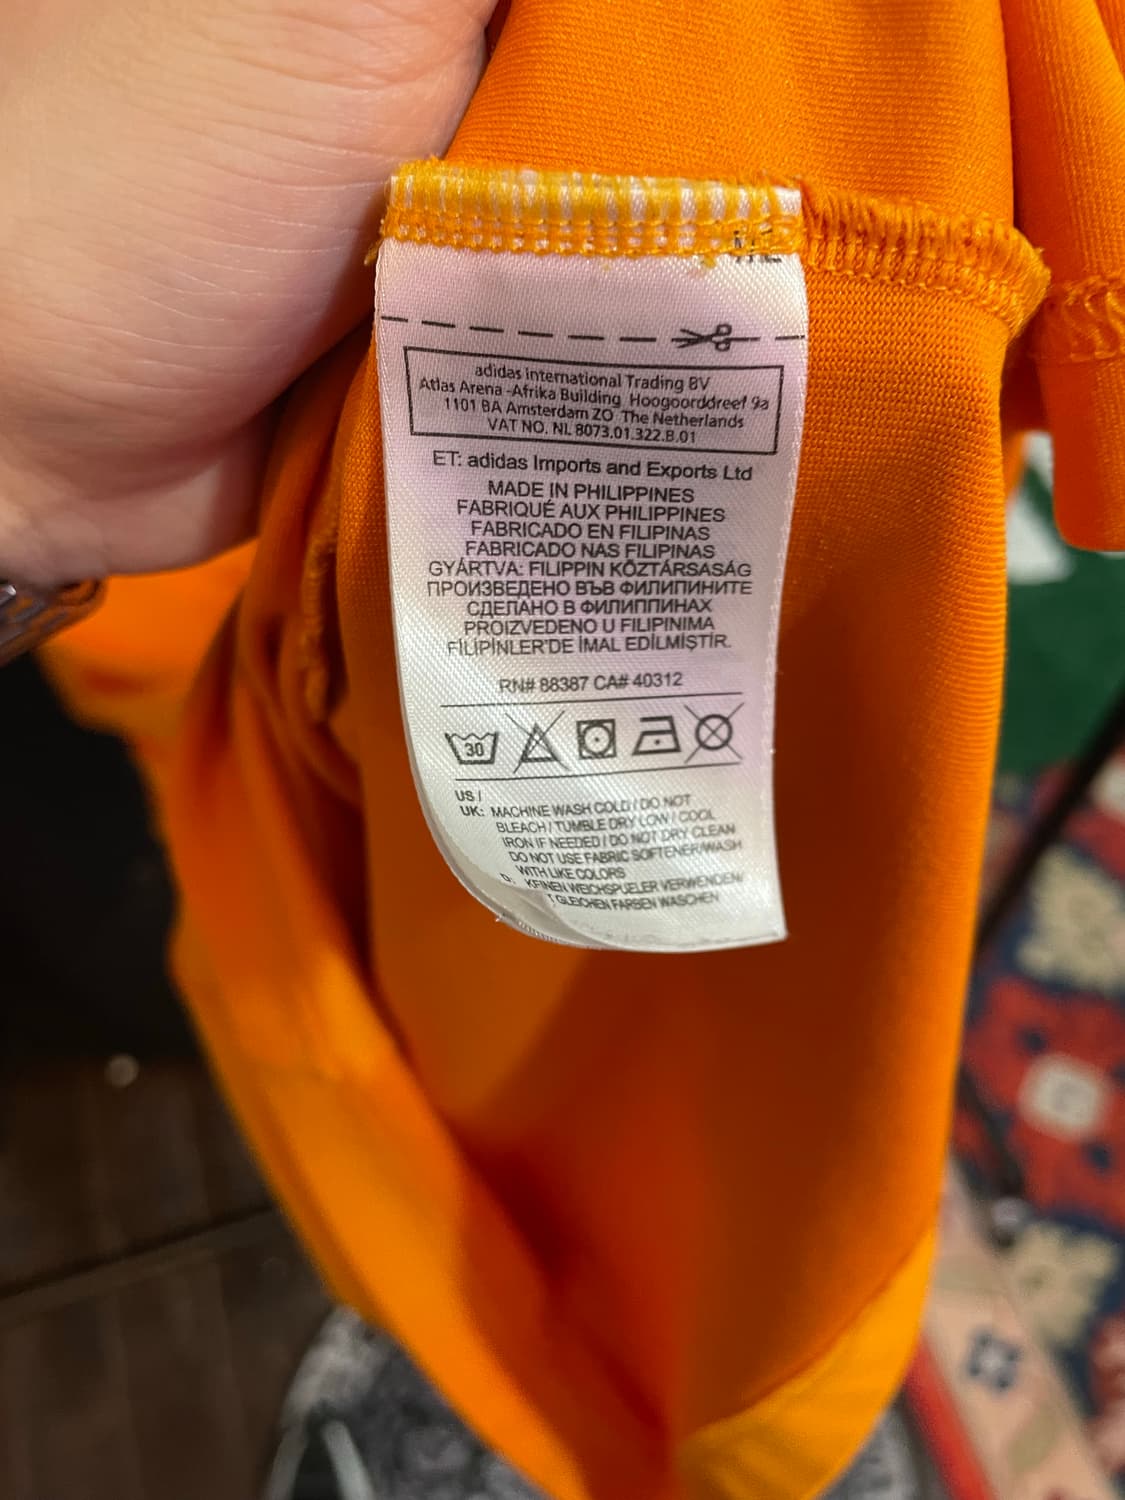 adidas international Trading BV
Atlas Arena -Afrika Building Hoogoorddreef 9a
1101 BA Amsterdam ZO The Netherlands
VAT NO. NL 8073.01.322.B.01
ET: adidas Imports and Exports Ltd
MADE IN PHILIPPINES
FABRIQUÉ AUX PHILIPPINES
FABRICADO EN FILIPINAS
FABRICADO NAS FILIPINAS
GYÁRTVA: FILIPPIN KÖZTÁRSASÁG
ПРОИЗВЕДЕНО ВЪВ ФИЛИПИНИТЕ
СДЕЛАНО В ФИЛИППИНАХ
PROIZVEDENO U FILIPINIMA
FİLİPİNLER'DE İMAL EDİLMİŞTİR.
RN# 88387 CA# 40312
30
US /
UK: MACHINE WASH COLD / DO NOT
BLEACH / TUMBLE DRY LOW / COOL
IRON IF NEEDED / DO NOT DRY CLEAN
DO NOT USE FABRIC SOFTENER/WASH
WITH LIKE COLORS
D: KEINEN WEICHSPUELER VERWENDEN/
GLEICHEN FARBEN WASCHEN